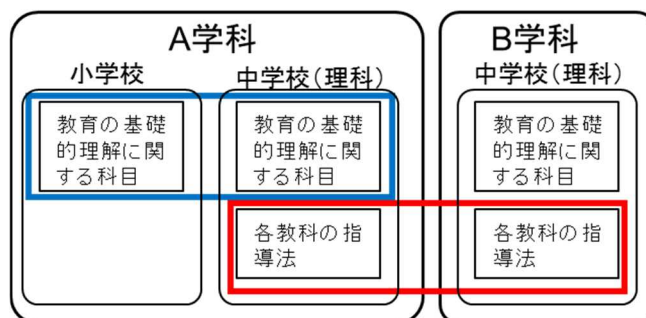 A学科
小学校
中学校(理科)
教育の基礎
的理解に関
する科目
教育の基礎
的理解に関
する科目
各教科の指
導法
B学科
中学校(理科)
教育の基礎
的理解に関
する科目
各教科の指
導法